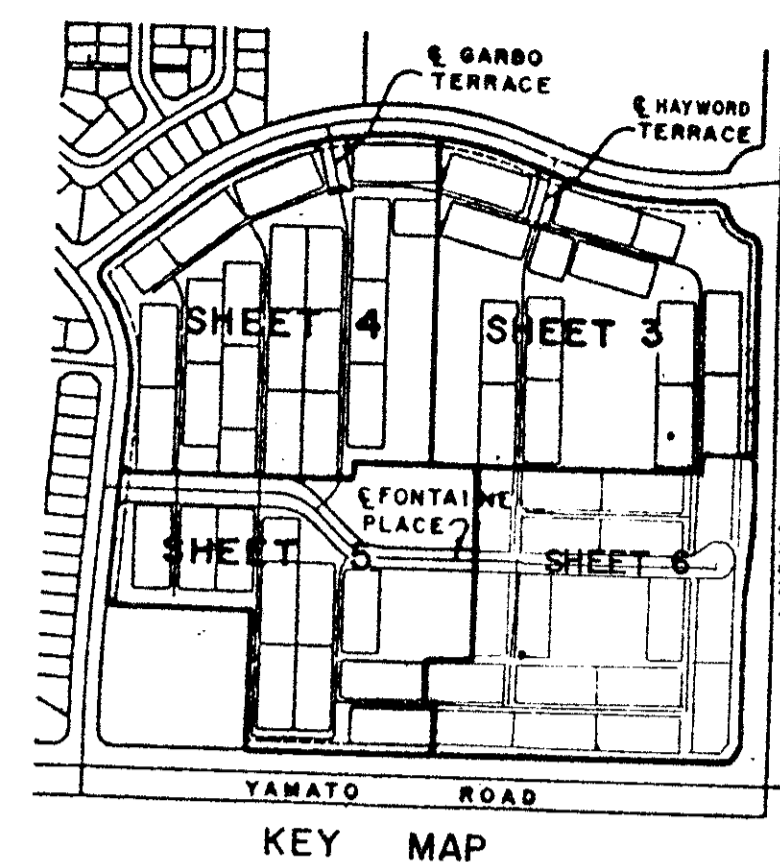 ℄ GARBO
TERRACE
℄ HAYWORD
TERRACE
SHEET 4
SHEET 3
℄ FONTAINE
PLACE
SHEET 5
SHEET 6
YAMATO ROAD
KEY MAP